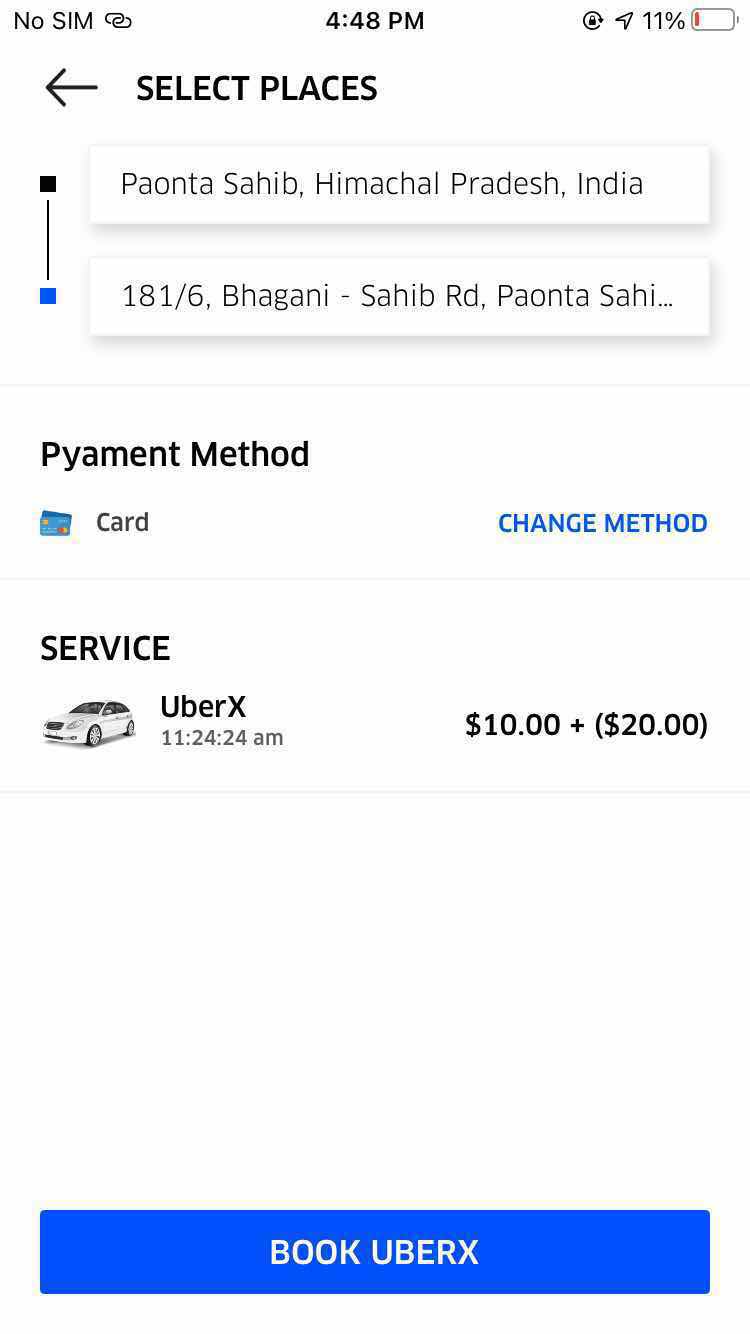 No SIM
4:48 PM
11%
SELECT PLACES
Paonta Sahib, Himachal Pradesh, India
181/6, Bhagani - Sahib Rd, Paonta Sahi...
Pyament Method
Card
CHANGE METHOD
SERVICE
UberX
11:24:24 am
$10.00 + ($20.00)
BOOK UBERX